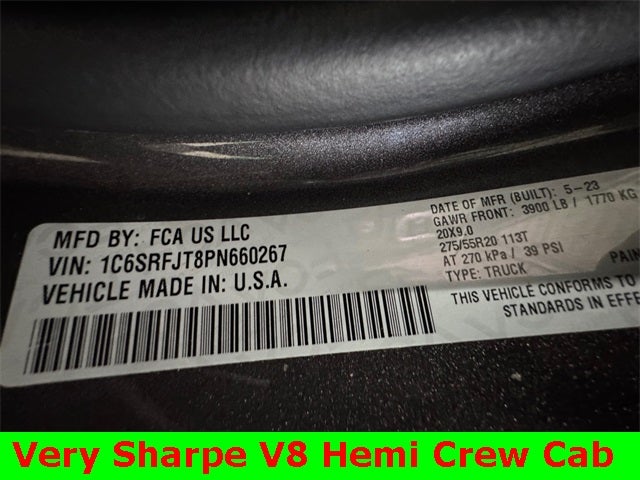 MFD BY: FCA US LLC
VIN: 1C6SRFJT8PN660267
VEHICLE MADE IN: U.S.A.
DATE OF MFR (BUILT): 5-23
GAWR FRONT: 3900 LB / 1770 KG
20X9.0
275/55R20 113T
AT 270 kPa / 39 PSI
TYPE: TRUCK
PAIN
THIS VEHICLE CONFORMS TO
STANDARDS IN EFFE
Very Sharpe V8 Hemi Crew Cab